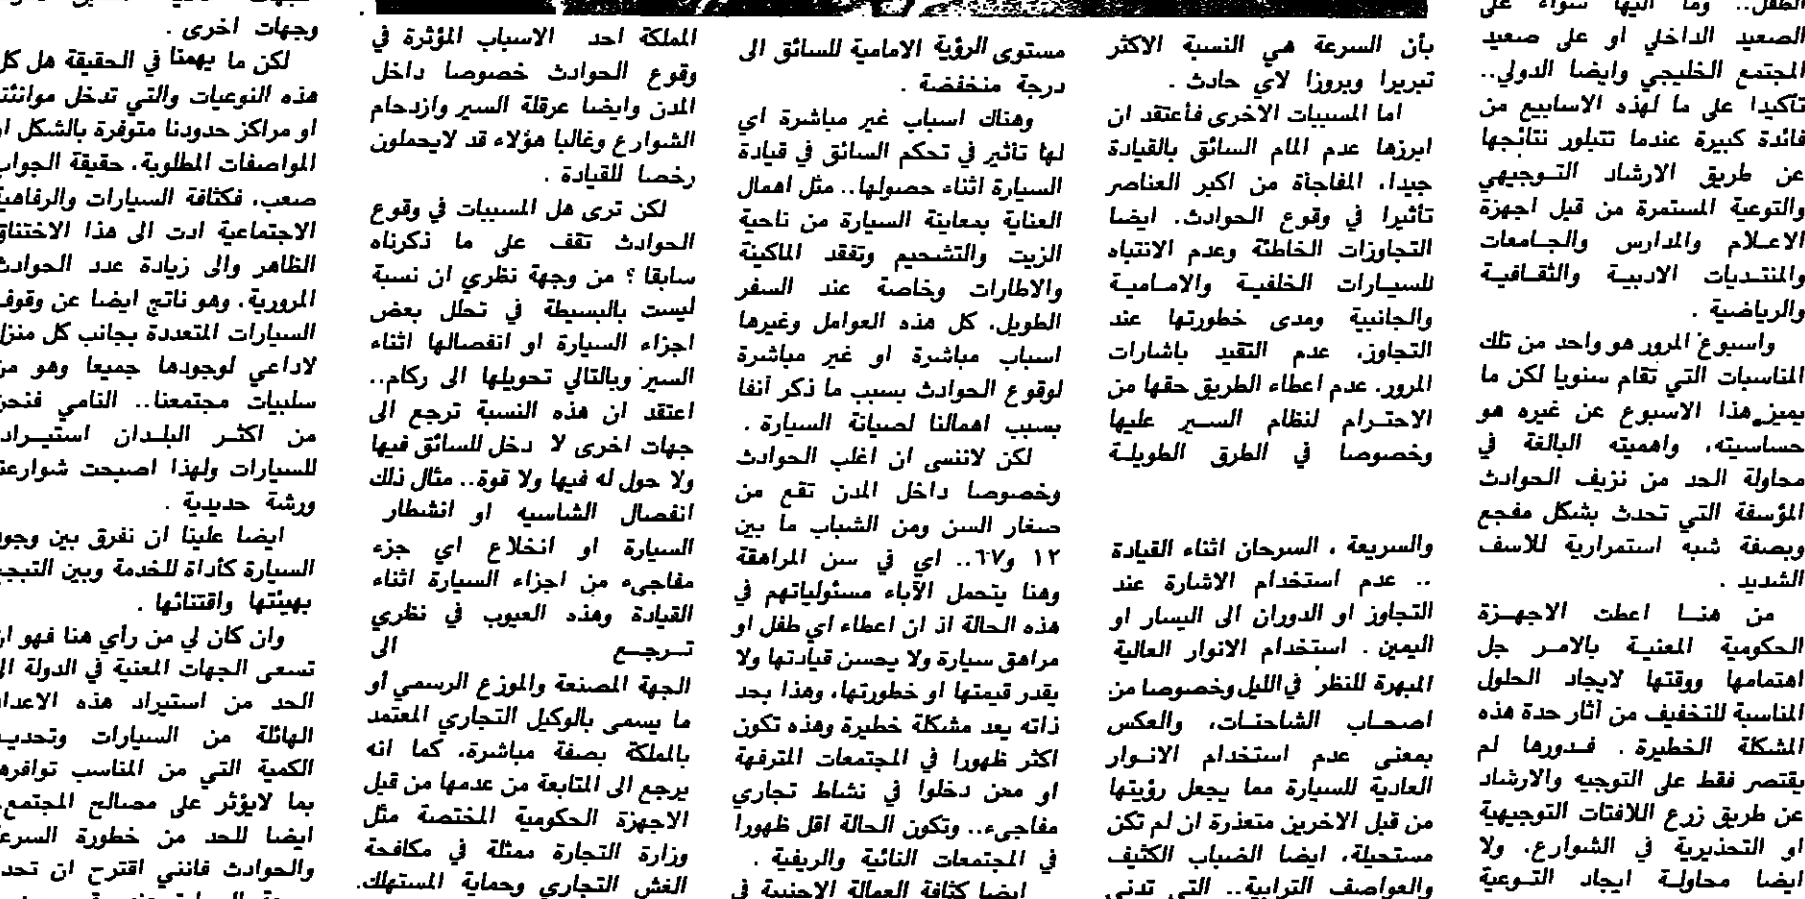 الطفل.. وما اليها سواء على
الصعيد الداخلي او على صعيد
المجتمع الخليجي وايضا الدولي..
تأكيدا على ما لهذه الاسابيع من
فائدة كبيرة عندما تتبلور نتائجها
عن طريق الارشاد التوجيهي
والتوعية المستمرة من قبل اجهزة
الاعلام والمدارس والجامعات
والمنتديات الادبية والثقافية
والرياضية .
واسبوع المرور هو واحد من تلك
المناسبات التي تقام سنويا لكن ما
يميز هذا الاسبوع عن غيره هو
حساسيته، واهميته البالغة في
محاولة الحد من نزيف الحوادث
المؤسفة التي تحدث بشكل مفجع
وبصفة شبه استمرارية للاسف
الشديد .
من هنا اعطت الاجهزة
الحكومية المعنية بالامر جل
اهتمامها ووقتها لايجاد الحلول
المناسبة للتخفيف من آثار حدة هذه
المشكلة الخطيرة . فدورها لم
يقتصر فقط على التوجيه والارشاد
عن طريق زرع اللافتات التوجيهية
او التحذيرية في الشوارع. ولا
ايضا محاولة ايجاد التوعية
بأن السرعة هي النسبة الاكثر
تبريرا وبروزا لاي حادث .
اما المسببات الاخرى فأعتقد ان
ابرزها عدم المام السائق بالقيادة
جيدا، المفاجأة من اكبر العناصر
تأثيرا في وقوع الحوادث. ايضا
التجاوزات الخاطئة وعدم الانتباه
للسيارات الخلفية والامامية
والجانبية ومدى خطورتها عند
التجاوز. عدم التقيد باشارات
المرور. عدم اعطاء الطريق حقها من
الاحترام لنظام السير عليها
وخصوصا في الطرق الطويلة
والسريعة ، السرحان اثناء القيادة
.. عدم استخدام الاشارة عند
التجاوز او الدوران الى اليسار او
اليمين . استخدام الانوار العالية
المبهرة للنظر في الليل وخصوصا من
اصحاب الشاحنات، والعكس
بمعنى عدم استخدام الانوار
العادية للسيارة مما يجعل رؤيتها
من قبل الاخرين متعذرة ان لم تكن
مستحيلة، ايضا الضباب الكثيف
والعواصف الترابية.. التي تدني
مستوى الرؤية الامامية للسائق الى
درجة منخفضة .
وهناك اسباب غير مباشرة اي
لها تأثير في تحكم السائق في قيادة
السيارة اثناء حصولها.. مثل اهمال
العناية بمعاينة السيارة من ناحية
الزيت والتشحيم وتفقد الماكينة
والاطارات وخاصة عند السفر
الطويل، كل هذه العوامل وغيرها
اسباب مباشرة او غير مباشرة
لوقوع الحوادث بسبب ما ذكر آنفا
بسبب اهمالنا لصيانة السيارة .
لكن لاننسى ان اغلب الحوادث
وخصوصا داخل المدن تقع من
صغار السن ومن الشباب ما بين
١٢ و٦٧.. اي في سن المراهقة
وهنا يتحمل الآباء مسئولياتهم في
هذه الحالة اذ ان اعطاء اي طفل او
مراهق سيارة ولا يحسن قيادتها ولا
يقدر قيمتها او خطورتها، وهذا بحد
ذاته يعد مشكلة خطيرة وهذه تكون
اكثر ظهورا في المجتمعات المترفهة
او ممن دخلوا في نشاط تجاري
مفاجىء.. وتكون الحالة اقل ظهورا
في المجتمعات النائية والريفية .
ايضا كثافة العمالة الاجنبية في
المملكة احد الاسباب المؤثرة في
وقوع الحوادث خصوصا داخل
المدن وايضا عرقلة السير وازدحام
الشوارع وغالبا هؤلاء قد لايحملون
رخصا للقيادة .
لكن ترى هل المسببات في وقوع
الحوادث تقف على ما ذكرناه
سابقا ؟ من وجهة نظري ان نسبة
ليست بالبسيطة في تحلل بعض
اجزاء السيارة او انفصالها اثناء
السير وبالتالي تحويلها الى ركام..
اعتقد ان هذه النسبة ترجع الى
جهات اخرى لا دخل للسائق فيها
ولا حول له فيها ولا قوة.. مثال ذلك
انفصال الشاسيه او انشطار
السيارة او انخلاع اي جزء
مفاجىء من اجزاء السيارة اثناء
القيادة وهذه العيوب في نظري
ترجع الى
الجهة المصنعة والموزع الرسمي أو
ما يسمى بالوكيل التجاري المعتمد
بالمملكة بصفة مباشرة، كما انه
يرجع الى المتابعة من عدمها من قبل
الاجهزة الحكومية المختصة مثل
وزارة التجارة ممثلة في مكافحة
الغش التجاري وحماية المستهلك.
وجهات اخرى .
لكن ما يهمنا في الحقيقة هل كل
هذه النوعيات والتي تدخل موانئنا
او مراكز حدودنا متوفرة بالشكل او
المواصفات المطلوبة، حقيقة الجواب
صعب، فكثافة السيارات والرفاهية
الاجتماعية ادت الى هذا الاختناق
الظاهر والى زيادة عدد الحوادث
المرورية، وهو ناتج ايضا عن وقوف
السيارات المتعددة بجانب كل منزل
لاداعي لوجودها جميعا وهو من
سلبيات مجتمعنا.. النامي فنحن
من اكثر البلدان استيراد
للسيارات ولهذا اصبحت شوارعنا
ورشة حديدية .
ايضا علينا ان نفرق بين وجود
السيارة كأداة للخدمة وبين التبجح
بهيئتها واقتنائها .
وان كان لي من رأي هنا فهو ان
تسعى الجهات المعنية في الدولة الى
الحد من استيراد هذه الاعداد
الهائلة من السيارات وتحديد
الكمية التي من المناسب توافرها
بما لايؤثر على مصالح المجتمع.
ايضا للحد من خطورة السرعة
والحوادث فانني اقترح ان تحدد